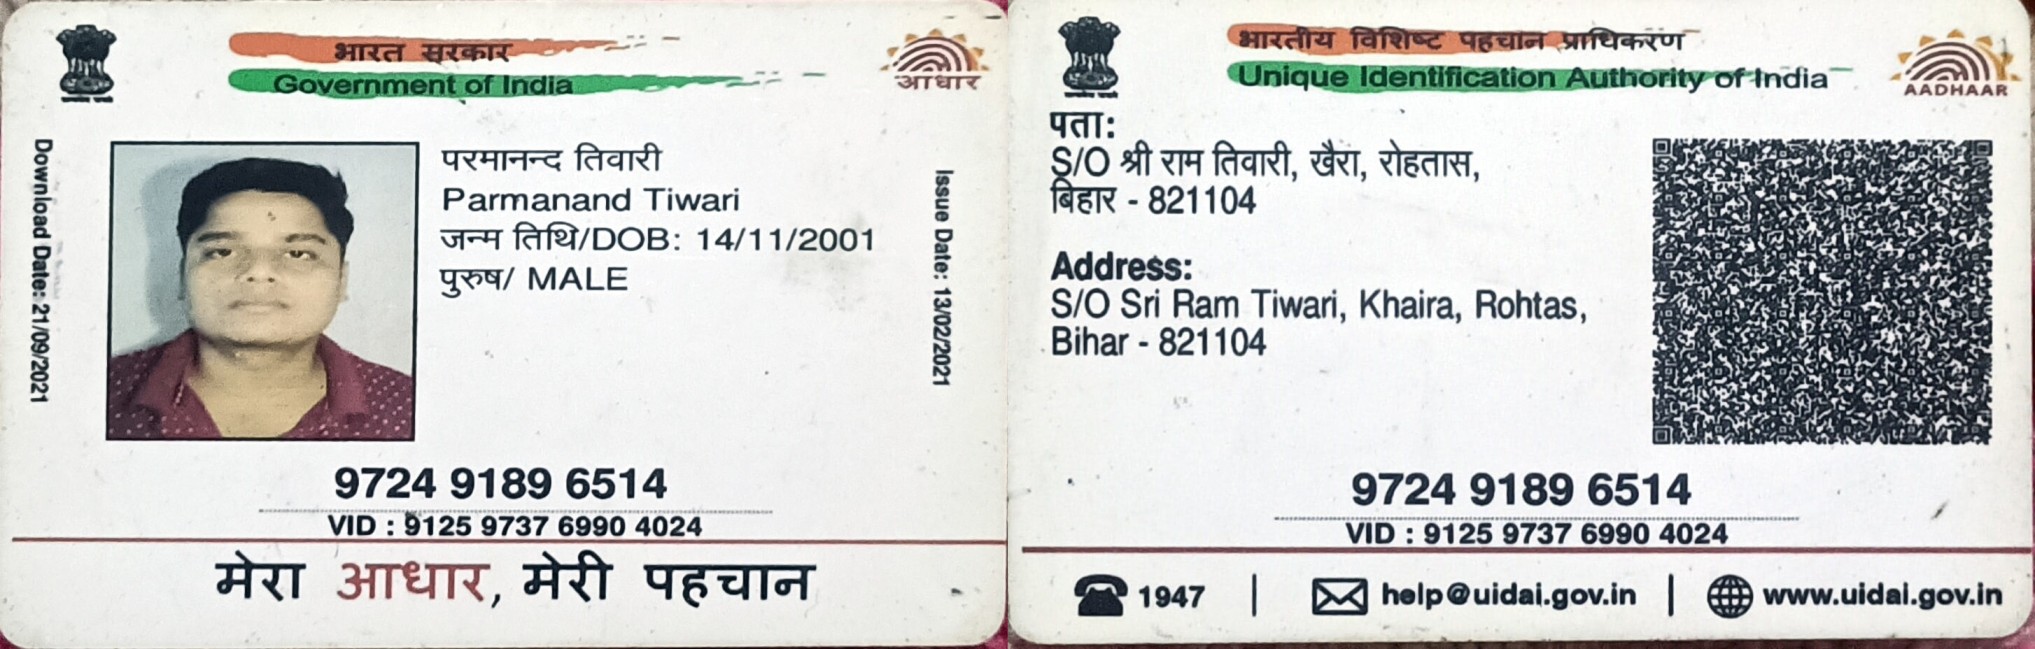 भारत सरकार
Government of India
आधार
Download Date: 21/09/2021
परमानन्द तिवारी
Parmanand Tiwari
जन्म तिथि/DOB: 14/11/2001
पुरुष/ MALE
Issue Date: 13/02/2021
9724 9189 6514
VID : 9125 9737 6990 4024
मेरा आधार, मेरी पहचान
भारतीय विशिष्ट पहचान प्राधिकरण
Unique Identification Authority of India
AADHAAR
पता:
S/O श्री राम तिवारी, खैरा, रोहतास,
बिहार - 821104
Address:
S/O Sri Ram Tiwari, Khaira, Rohtas,
Bihar - 821104
9724 9189 6514
VID : 9125 9737 6990 4024
1947 | help@uidai.gov.in | www.uidai.gov.in